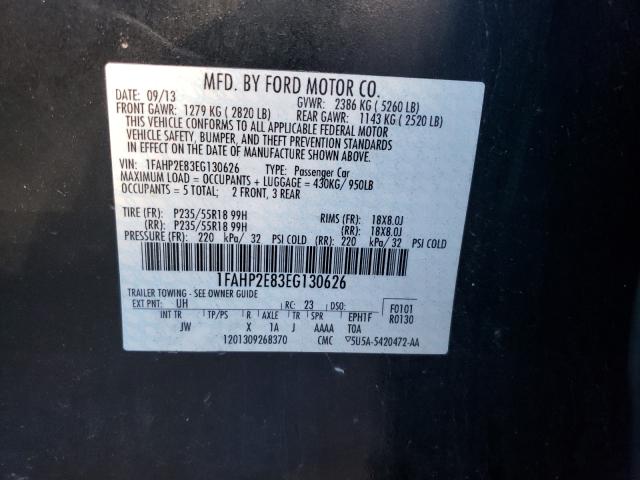 MFD. BY FORD MOTOR CO.
DATE: 09/13 GVWR: 2386 KG ( 5260 LB)
FRONT GAWR: 1279 KG ( 2820 LB) REAR GAWR: 1143 KG ( 2520 LB)
THIS VEHICLE CONFORMS TO ALL APPLICABLE FEDERAL MOTOR
VEHICLE SAFETY, BUMPER, AND THEFT PREVENTION STANDARDS
IN EFFECT ON THE DATE OF MANUFACTURE SHOWN ABOVE.
VIN: 1FAHP2E83EG130626 TYPE: Passenger Car
MAXIMUM LOAD = OCCUPANTS + LUGGAGE = 430KG/ 950LB
OCCUPANTS = 5 TOTAL; 2 FRONT, 3 REAR
TIRE (FR): P235/55R18 99H RIMS (FR): 18X8.0J
(RR): P235/55R18 99H (RR): 18X8.0J
PRESSURE (FR): 220 kPa/ 32 PSI COLD (RR): 220 kPa/ 32 PSI COLD
1FAHP2E83EG130626
TRAILER TOWING - SEE OWNER GUIDE
EXT PNT: UH RC: 23 DSO: F0101
INT TR TP/PS R AXLE TR SPR EPH1F R0130
JW X 1A J AAAA T0A
1201309268370 CMC 5U5A-5420472-AA